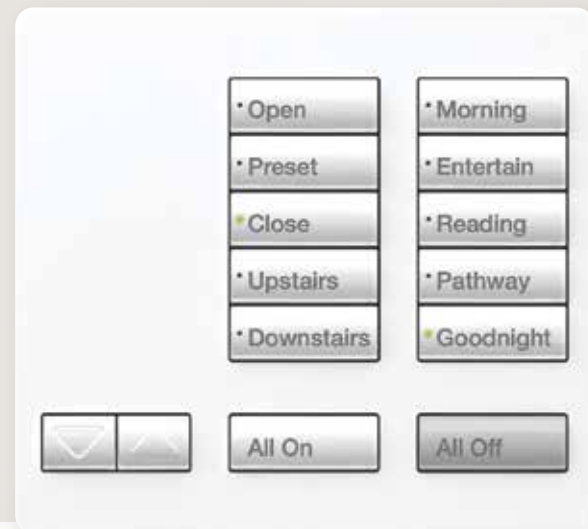 Open
Preset
Close
Upstairs
Downstairs
Morning
Entertain
Reading
Pathway
Goodnight
All On
All Off